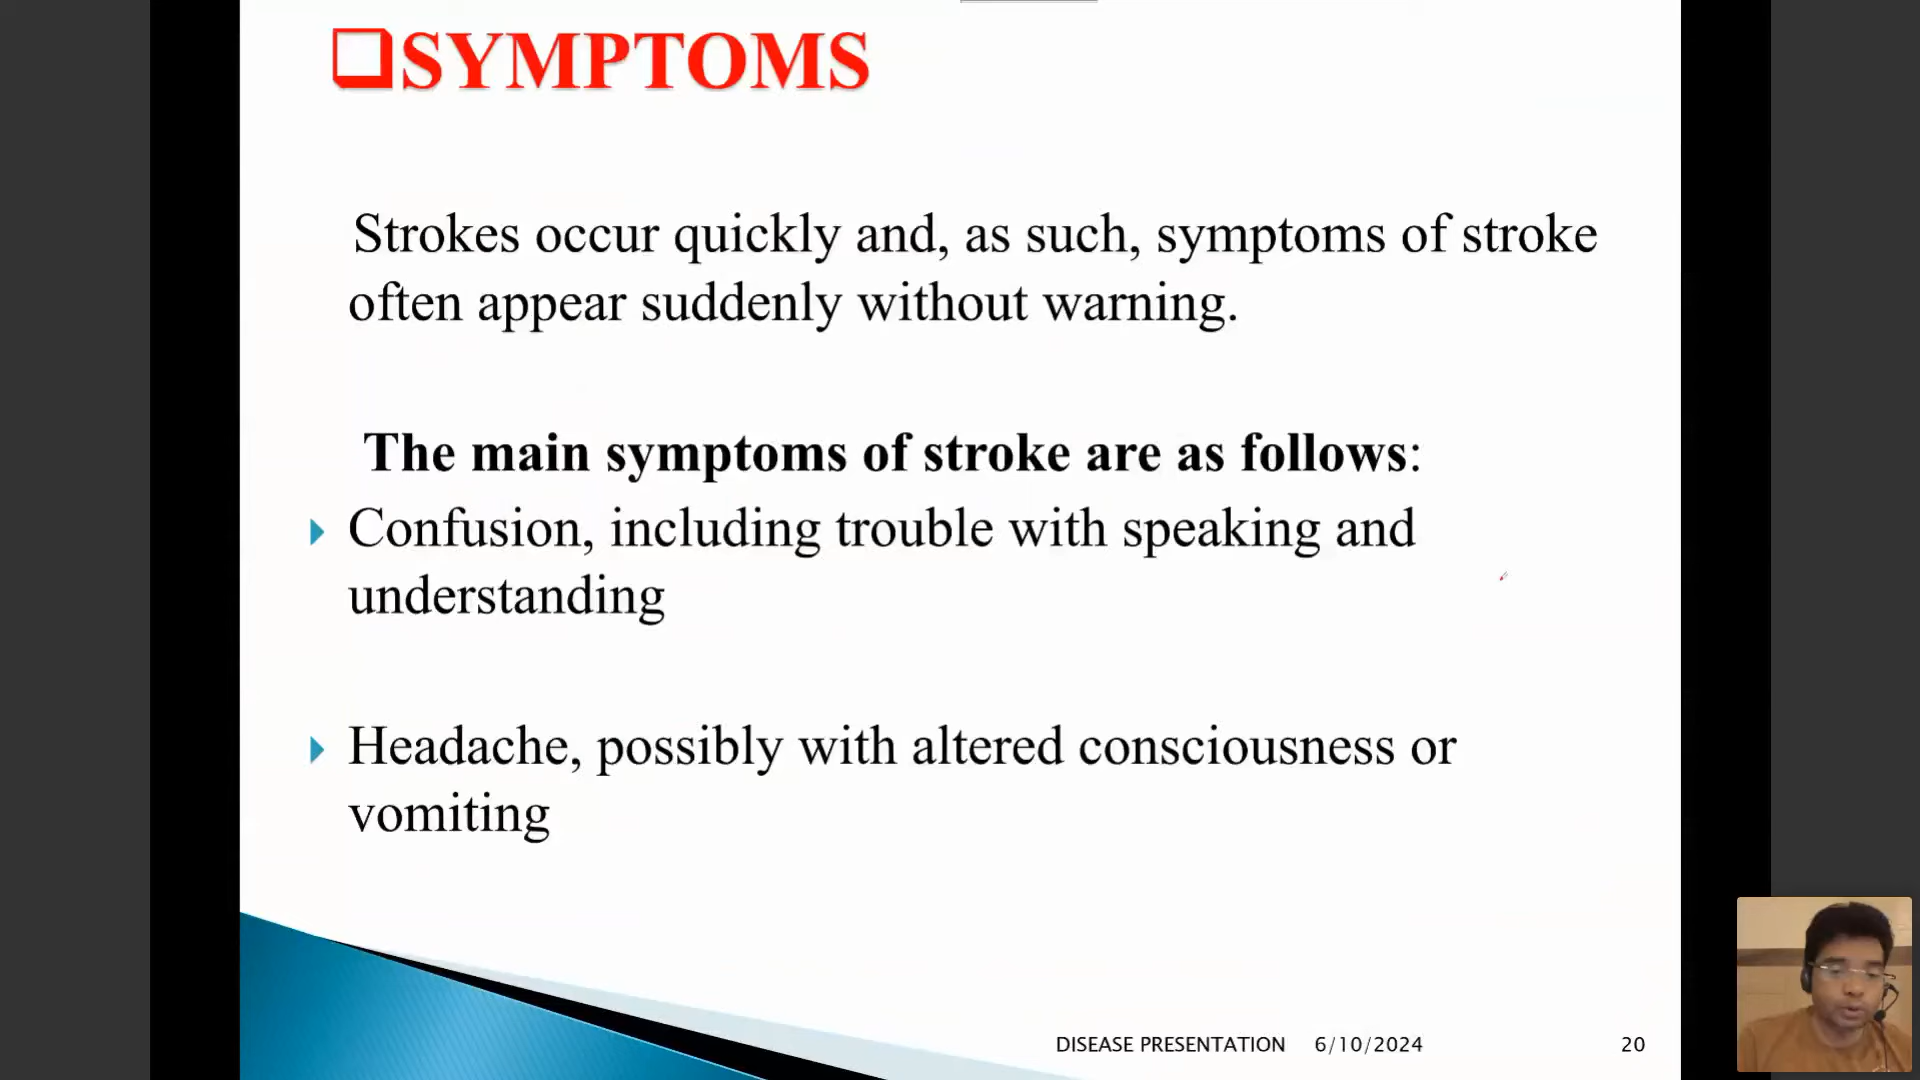 SYMPTOMS
Strokes occur quickly and, as such, symptoms of stroke
often appear suddenly without warning.
The main symptoms of stroke are as follows:
Confusion, including trouble with speaking and
understanding
Headache, possibly with altered consciousness or
vomiting
DISEASE PRESENTATION 6/10/2024 20